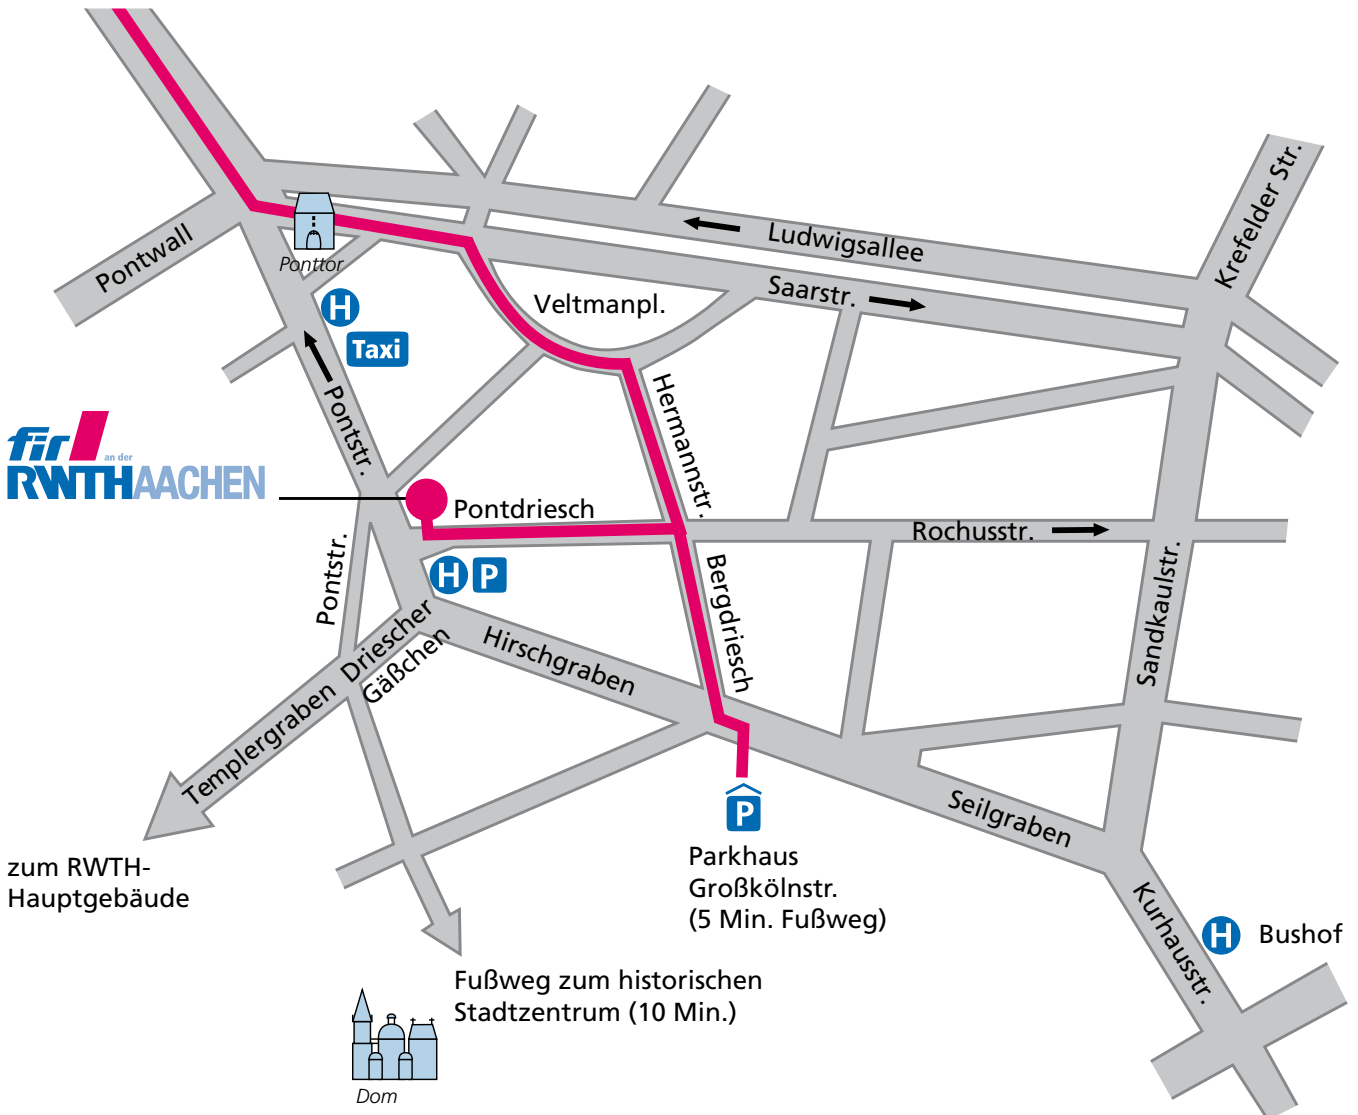 Pontwall
Ponttor
Ludwigsallee
Krefelder Str.
Saarstr.
Veltmanpl.
H
Taxi
Pontstr.
Hermannstr.
fir
an der
RWTHAACHEN
Pontdriesch
Rochusstr.
Pontstr.
H P
Bergdriesch
Sandkaulstr.
Driescher
Gäßchen
Hirschgraben
Templergraben
P
Seilgraben
zum RWTH-
Hauptgebäude
Parkhaus
Großkölnstr.
(5 Min. Fußweg)
Kurhausstr.
H Bushof
Fußweg zum historischen
Stadtzentrum (10 Min.)
Dom